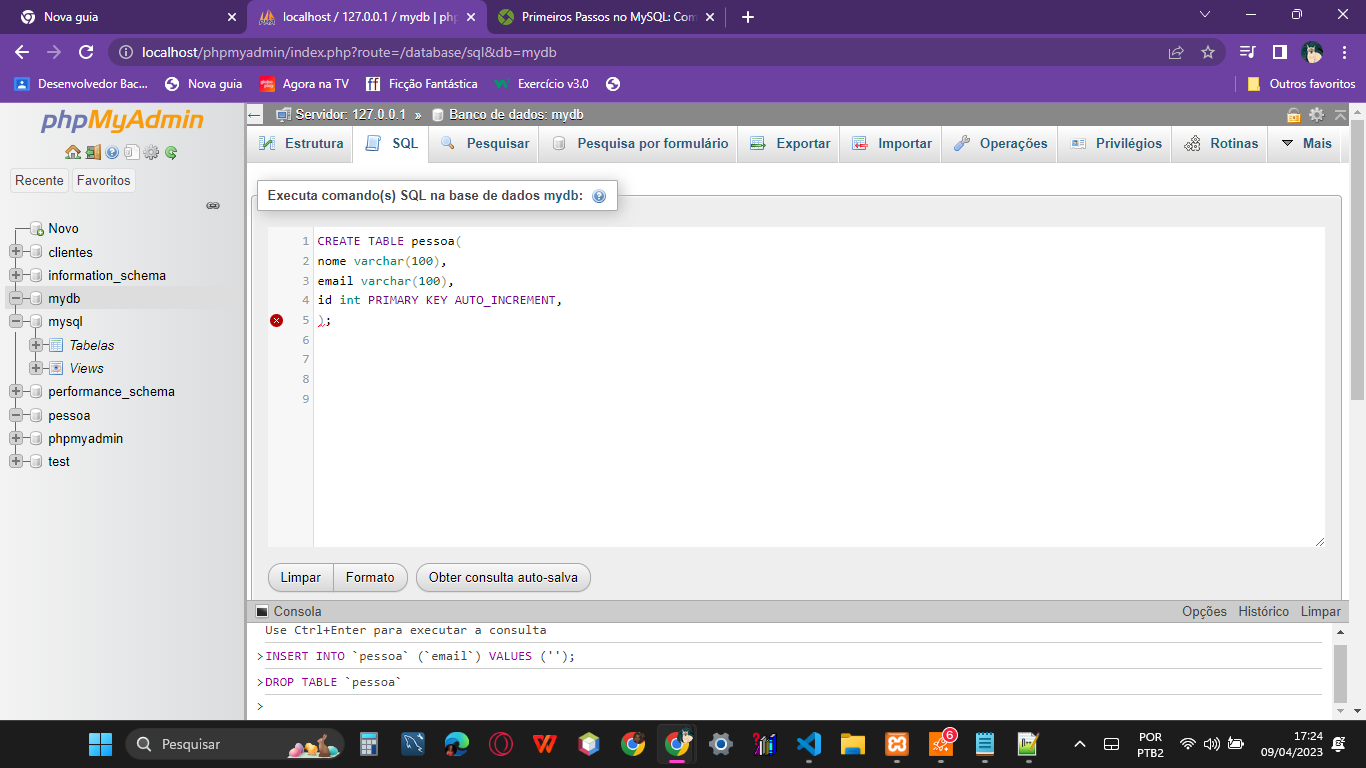 Nova guia
localhost / 127.0.0.1 / mydb | php
Primeiros Passos no MySQL: Com
localhost/phpmyadmin/index.php?route=/database/sql&db=mydb
Desenvolvedor Bac...
Nova guia
Agora na TV
Ficção Fantástica
Exercício v3.0
Outros favoritos
phpMyAdmin
Recente
Favoritos
Novo
clientes
information_schema
mydb
mysql
Tabelas
Views
performance_schema
pessoa
phpmyadmin
test
Servidor: 127.0.0.1 » Banco de dados: mydb
Estrutura
SQL
Pesquisar
Pesquisa por formulário
Exportar
Importar
Operações
Privilégios
Rotinas
Mais
Executa comando(s) SQL na base de dados mydb:
1 CREATE TABLE pessoa(
2 nome varchar(100),
3 email varchar(100),
4 id int PRIMARY KEY AUTO_INCREMENT,
5 );
6
7
8
9
Limpar
Formato
Obter consulta auto-salva
Consola
Opções
Histórico
Limpar
Use Ctrl+Enter para executar a consulta
>INSERT INTO `pessoa` (`email`) VALUES ('');
>DROP TABLE `pessoa`
>
Pesquisar
6
POR
PTB2
17:24
09/04/2023